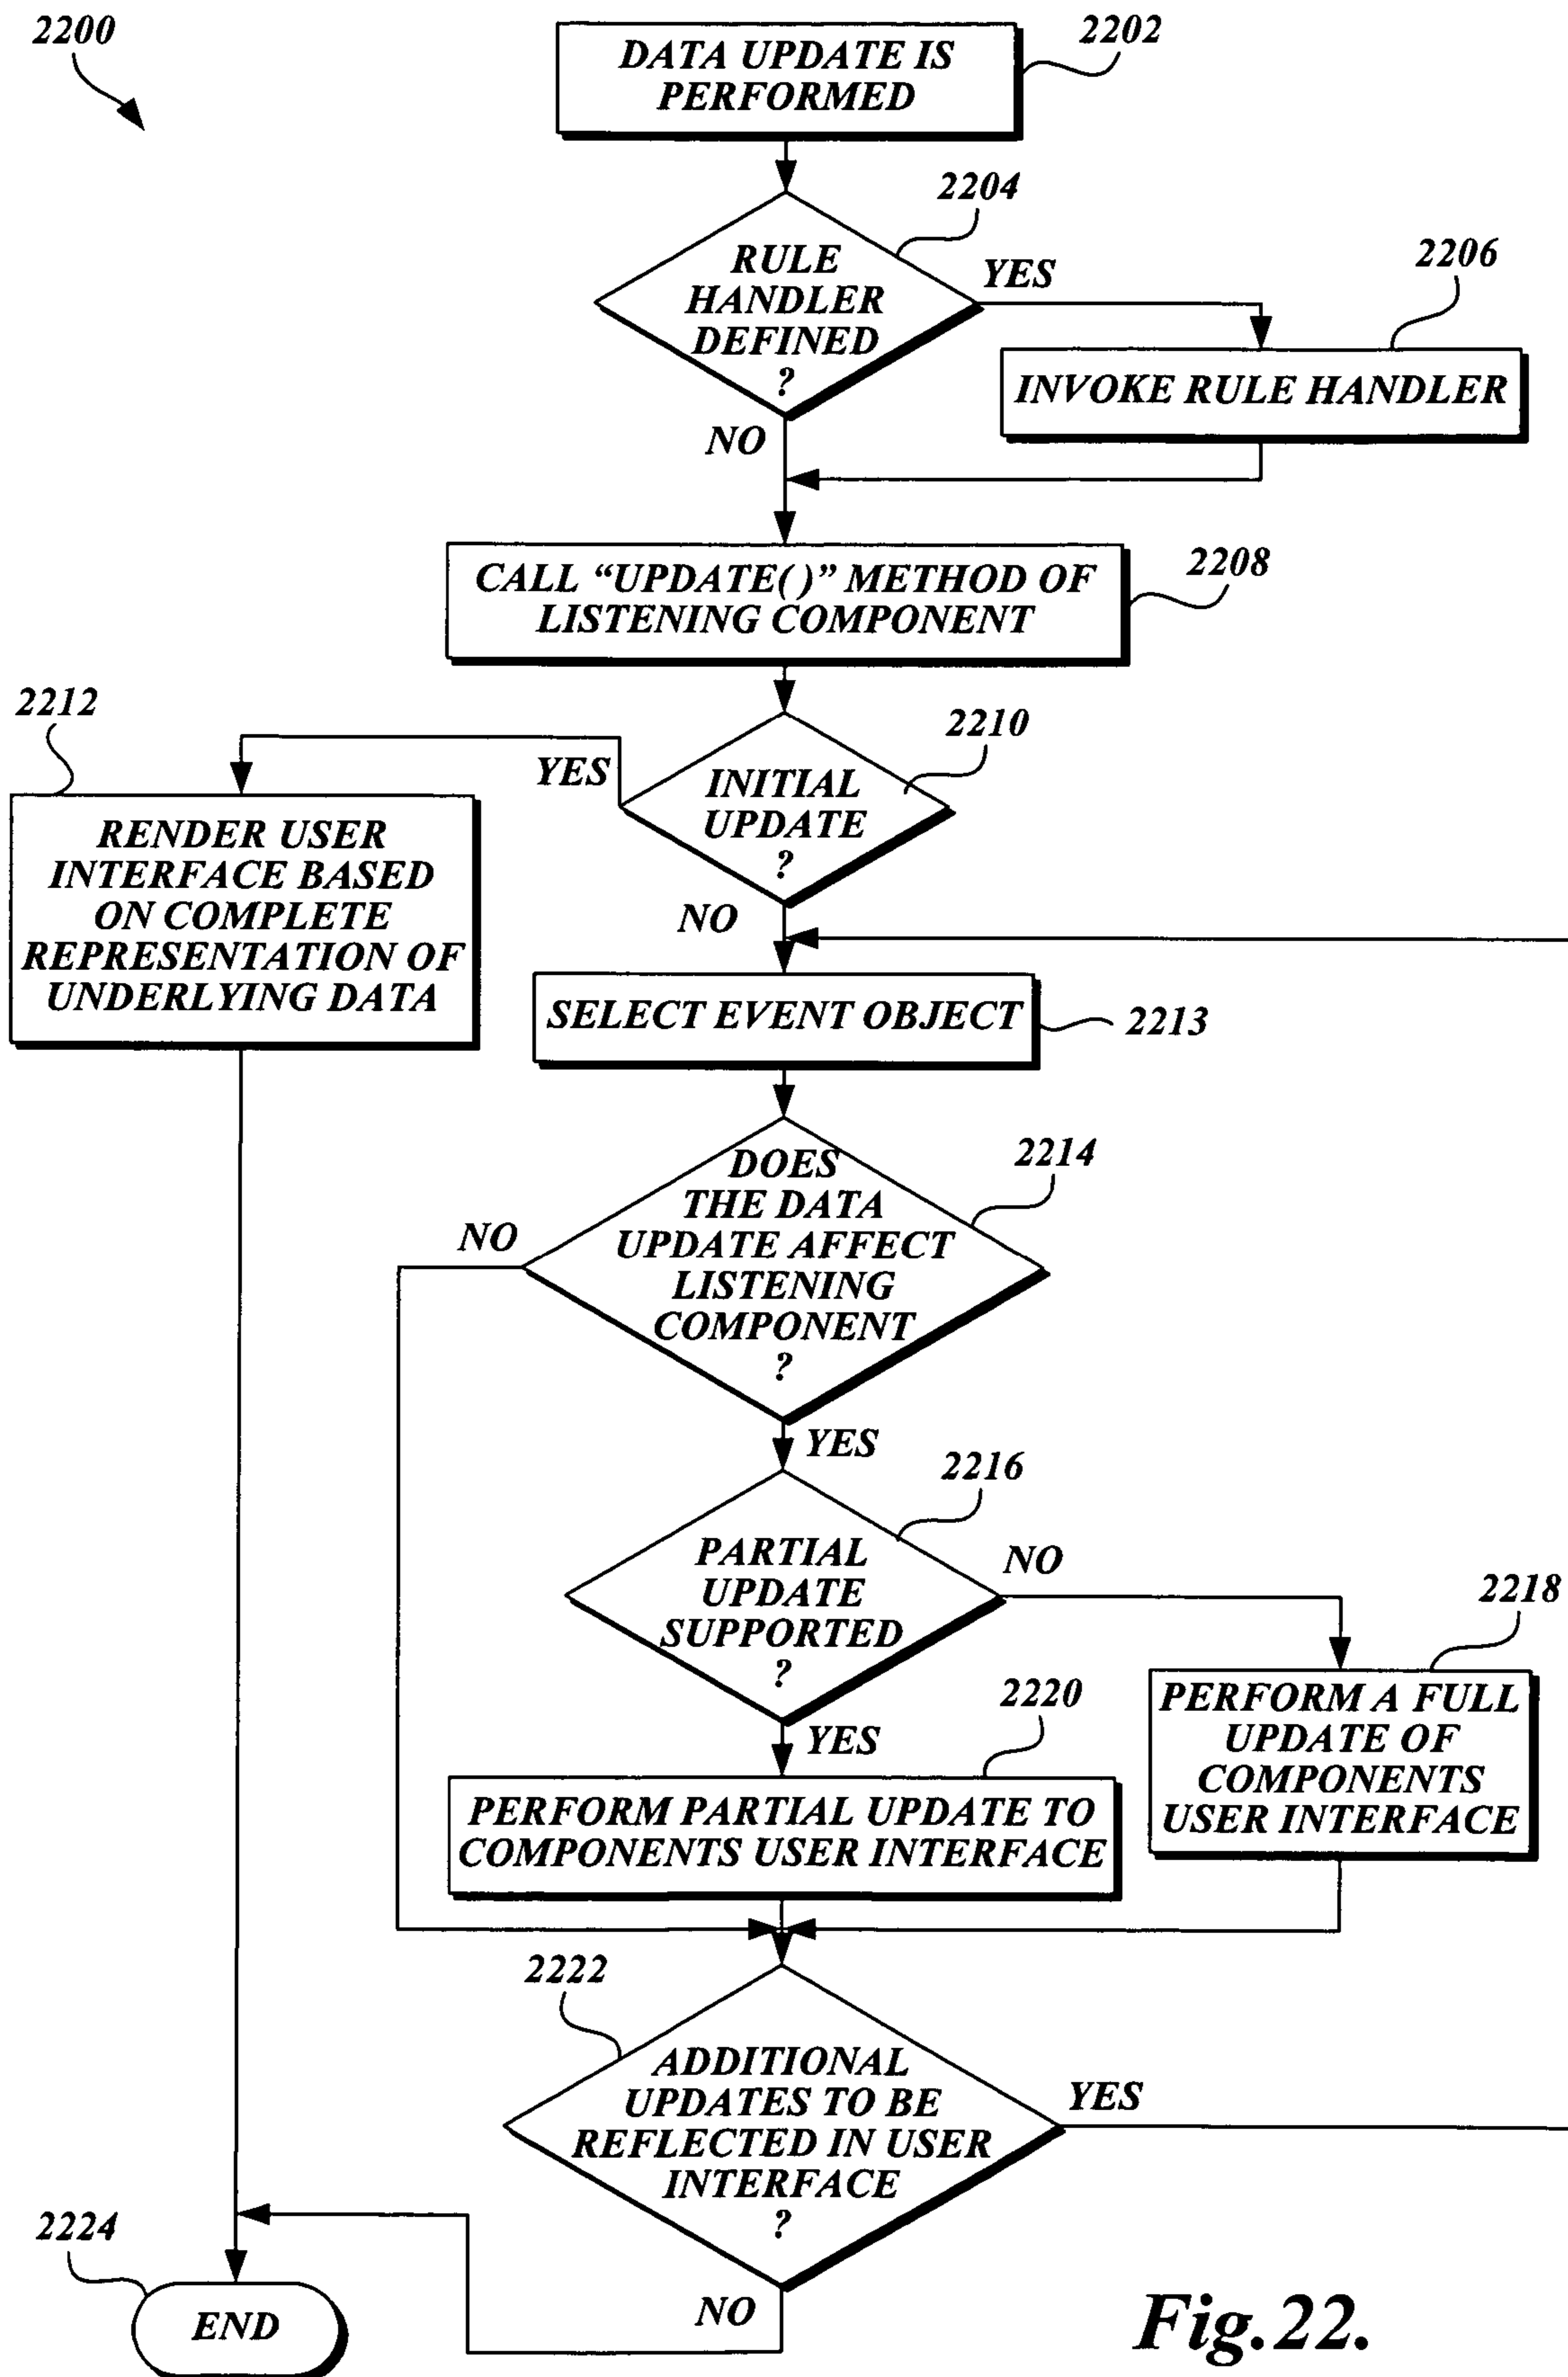 2200
DATA UPDATE IS
PERFORMED
2202
2204
RULE
HANDLER
DEFINED
?
YES
2206
INVOKE RULE HANDLER
NO
CALL “UPDATE( )” METHOD OF
LISTENING COMPONENT
2208
2212
2210
YES
INITIAL
UPDATE
?
RENDER USER
INTERFACE BASED
ON COMPLETE
REPRESENTATION OF
UNDERLYING DATA
NO
SELECT EVENT OBJECT
2213
2214
DOES
THE DATA
UPDATE AFFECT
LISTENING
COMPONENT
?
NO
YES
2216
PARTIAL
UPDATE
SUPPORTED
?
NO
2218
PERFORM A FULL
UPDATE OF
COMPONENTS
USER INTERFACE
YES
2220
PERFORM PARTIAL UPDATE TO
COMPONENTS USER INTERFACE
2222
ADDITIONAL
UPDATES TO BE
REFLECTED IN USER
INTERFACE
?
YES
2224
END
NO
Fig.22.